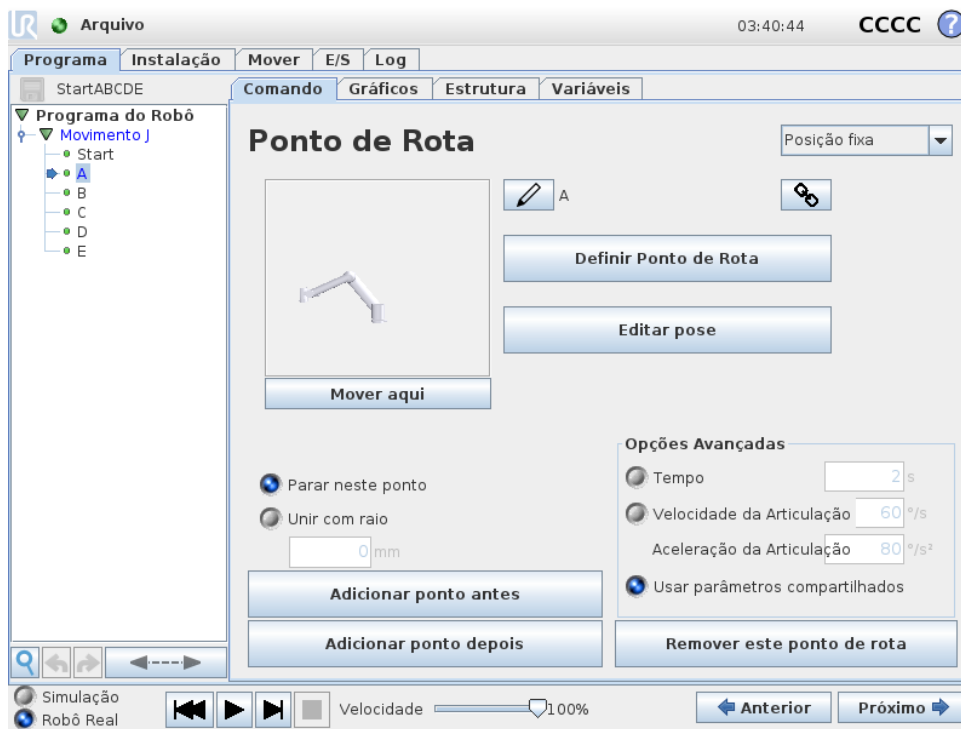 UR Arquivo 03:40:44 CCCC ?
Programa Instalação Mover E/S Log
StartABCDE Comando Gráficos Estrutura Variáveis
Programa do Robô
Movimento J
Start
A
B
C
D
E
Ponto de Rota Posição fixa
A
Definir Ponto de Rota
Editar pose
Mover aqui
Opções Avançadas
Parar neste ponto Tempo 2 s
Unir com raio Velocidade da Articulação 60 °/s
0 mm Aceleração da Articulação 80 °/s²
Adicionar ponto antes Usar parâmetros compartilhados
Adicionar ponto depois Remover este ponto de rota
Simulação
Robô Real Velocidade 100% Anterior Próximo